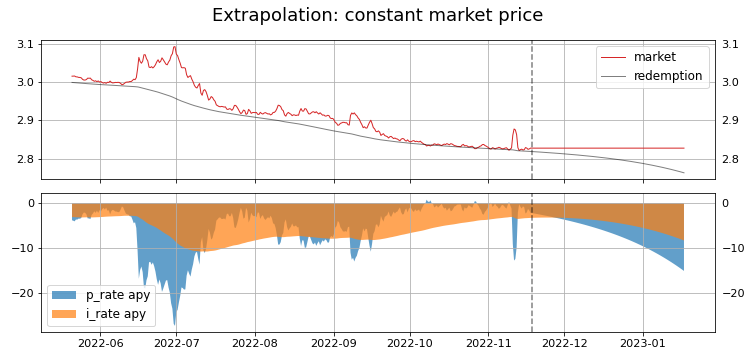 Extrapolation: constant market price
3.1 3.1
3.0 3.0
2.9 2.9
2.8 2.8
market
redemption
0 0
−10 −10
−20 −20
p_rate apy
i_rate apy
2022-06 2022-07 2022-08 2022-09 2022-10 2022-11 2022-12 2023-01